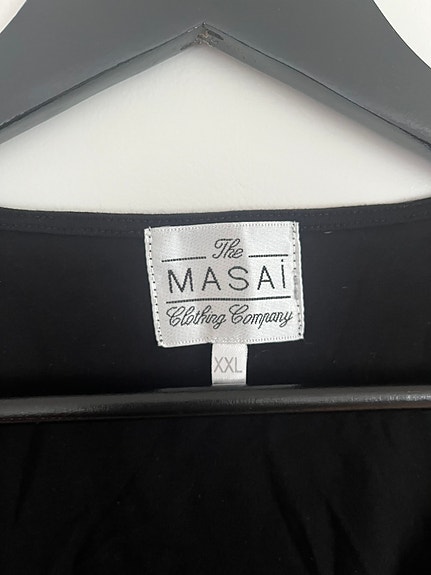 The
MASAİ
Clothing Company
XXL